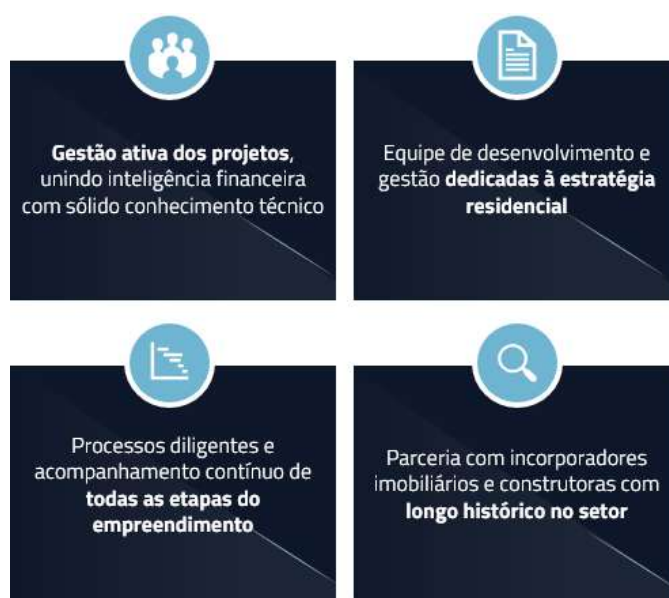 Gestão ativa dos projetos,
unindo inteligência financeira
com sólido conhecimento técnico
Equipe de desenvolvimento e
gestão dedicadas à estratégia
residencial
Processos diligentes e
acompanhamento contínuo de
todas as etapas do
empreendimento
Parceria com incorporadores
imobiliários e construtoras com
longo histórico no setor